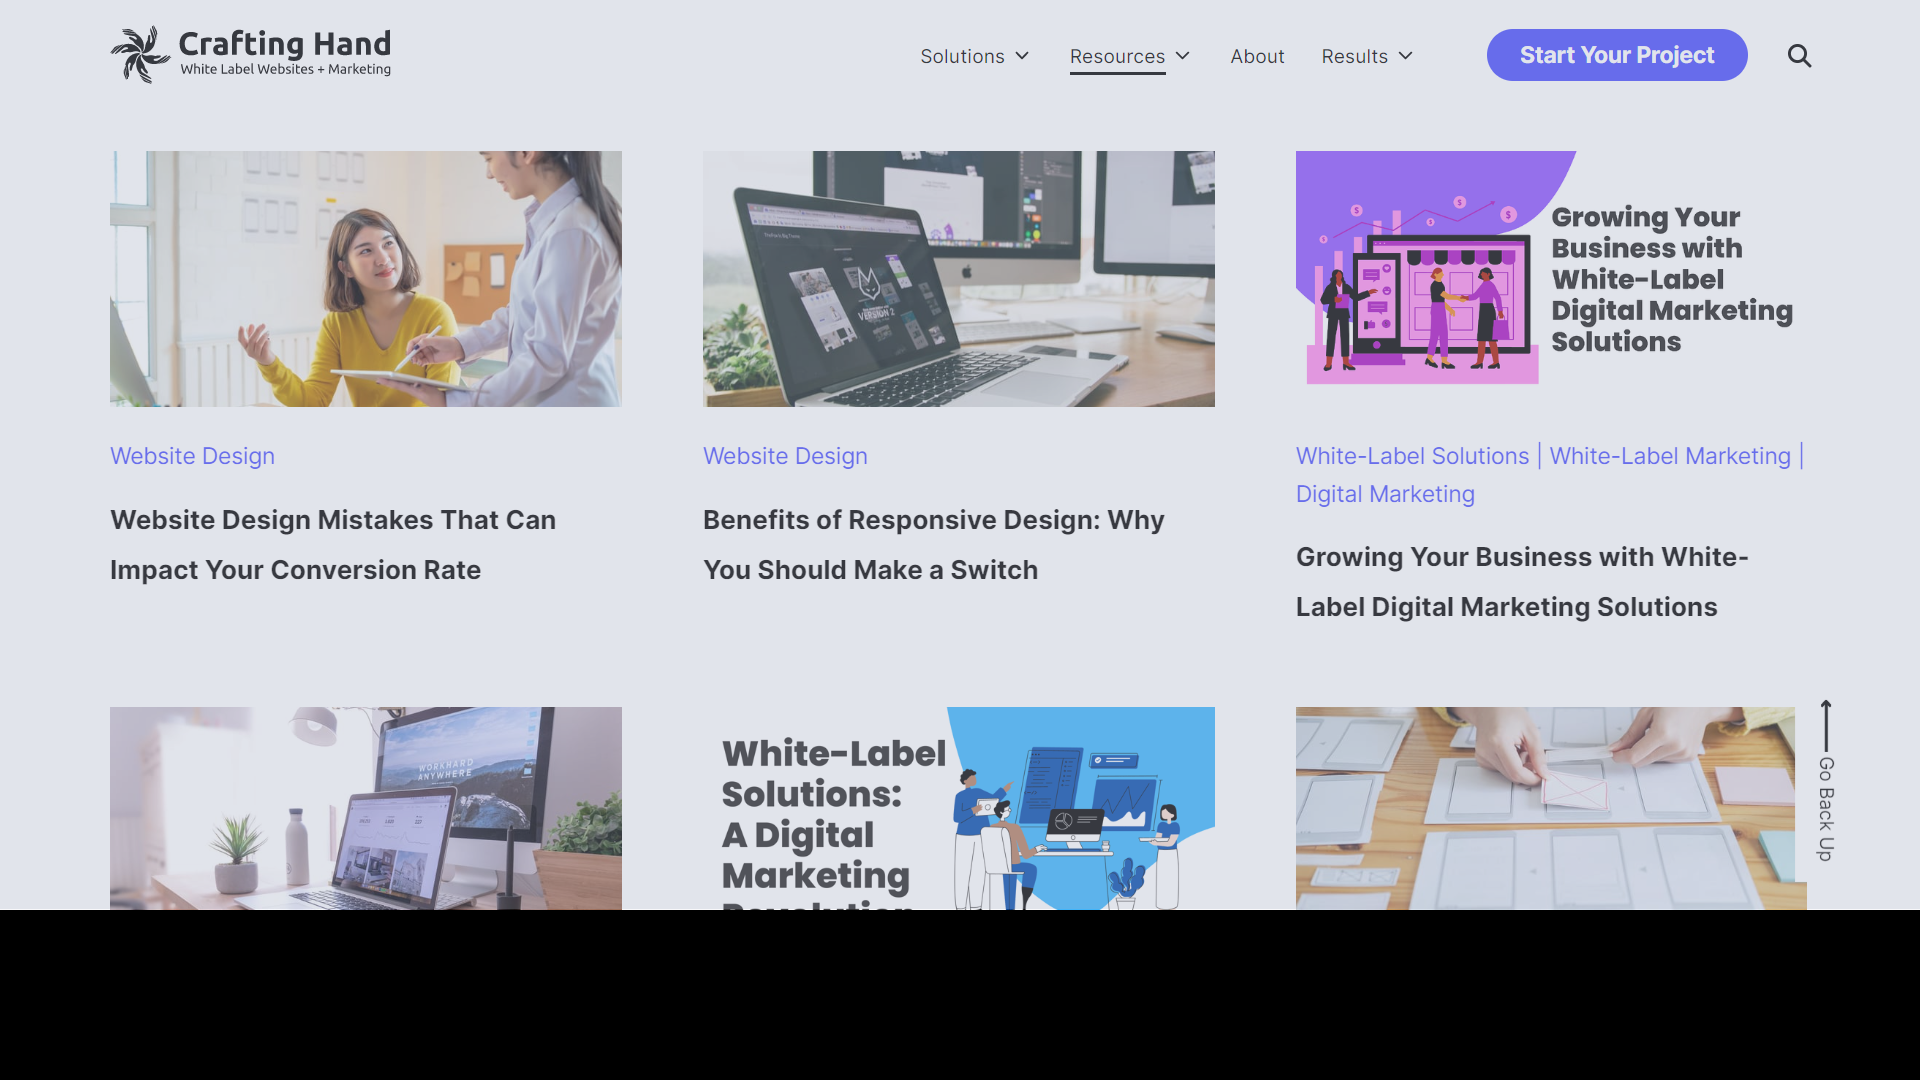 Crafting Hand
White Label Websites + Marketing
Solutions
Resources
About
Results
Start Your Project
VERSION 2
Growing Your
Business with
White-Label
Digital Marketing
Solutions
Website Design
Website Design
White-Label Solutions | White-Label Marketing |
Digital Marketing
Website Design Mistakes That Can
Impact Your Conversion Rate
Benefits of Responsive Design: Why
You Should Make a Switch
Growing Your Business with White-
Label Digital Marketing Solutions
WORKHARD
ANYWHERE
White-Label
Solutions:
A Digital
Marketing
Go Back Up